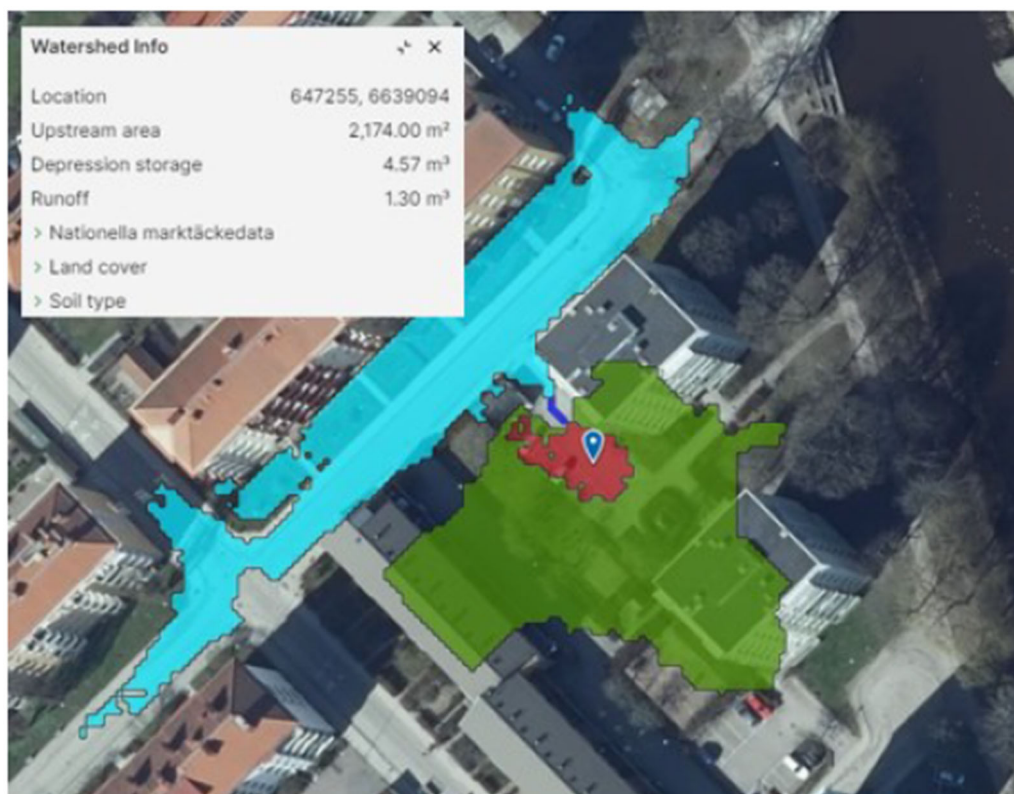 Watershed Info
Location 647255, 6639094
Upstream area 2,174.00 m²
Depression storage 4.57 m³
Runoff 1.30 m³
Nationella marktäckedata
Land cover
Soil type